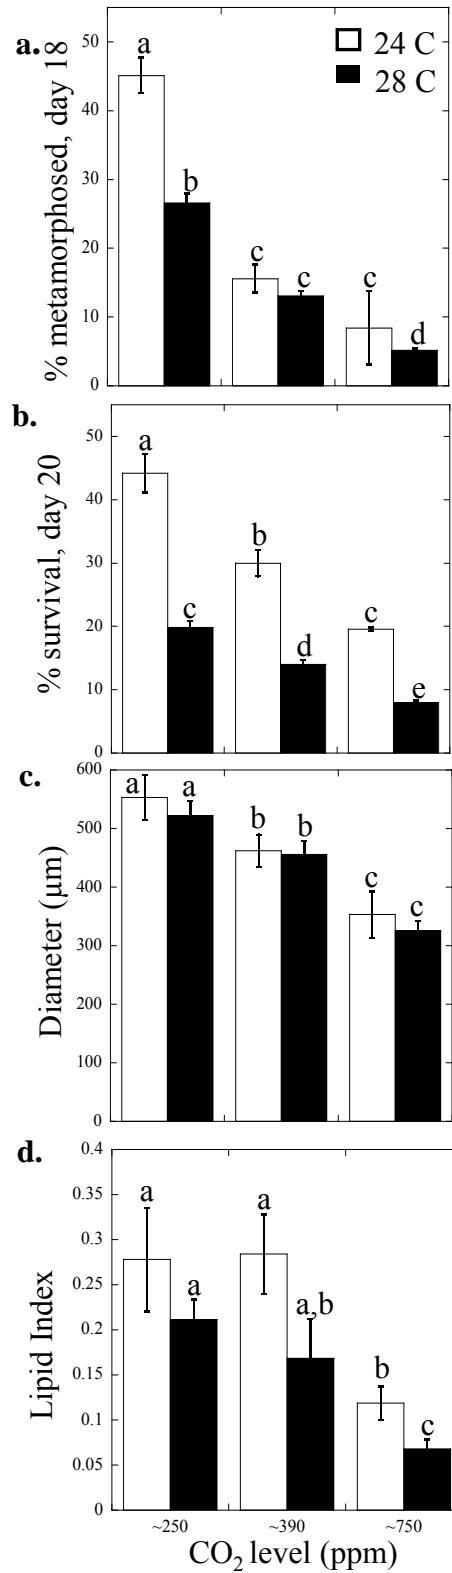 a.
% metamorphosed, day 18
50
40
30
20
10
0
24 C
28 C
a
b
c
c
c
d
b.
% survival, day 20
50
40
30
20
10
0
a
c
b
d
c
e
c.
Diameter (µm)
600
500
400
300
200
100
0
a
a
b
b
c
c
d.
Lipid Index
0.4
0.35
0.3
0.25
0.2
0.15
0.1
0.05
0
a
a
a
a,b
b
c
~250 ~390 ~750
CO₂ level (ppm)